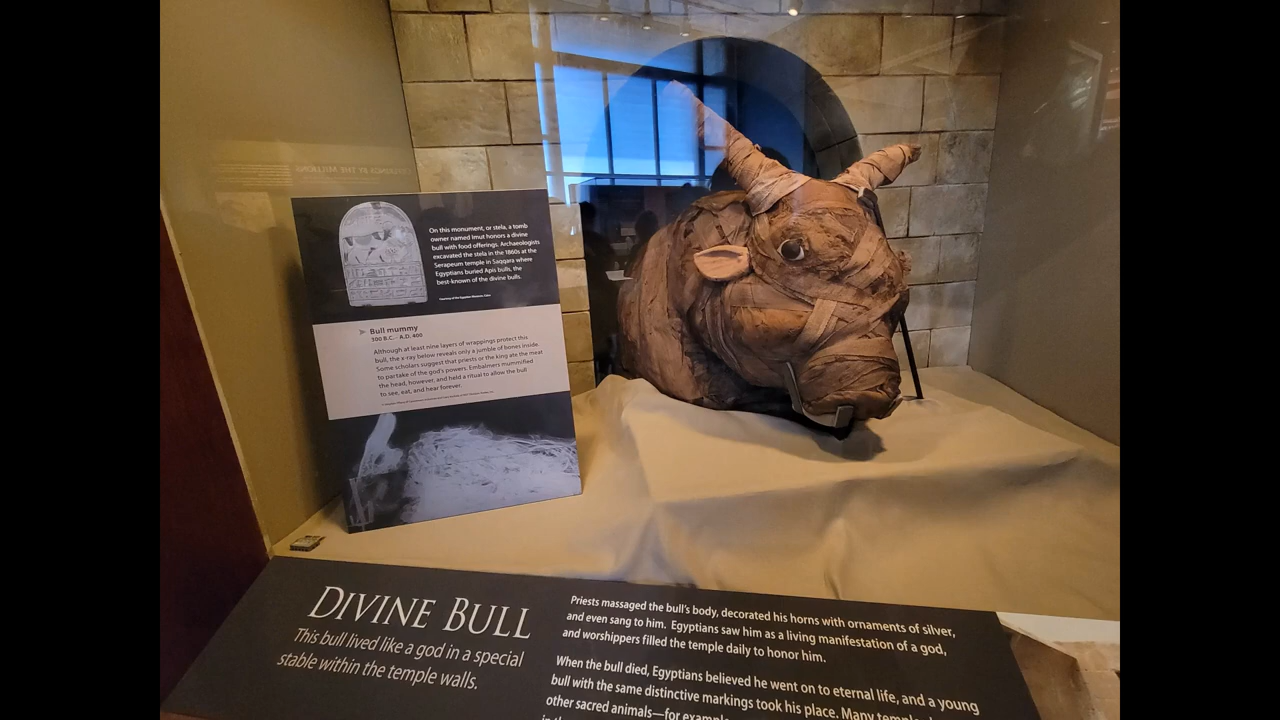 On this monument, or stela, a tomb
owner named Imut honors a divine
bull with food offerings. Archaeologists
excavated the stela in the 1860s at the
Serapeum temple in Saqqara where
Egyptians buried Apis bulls, the
best-known of the divine bulls.
Courtesy of the Egyptian Museum, Cairo
Bull mummy
Although at least nine layers of wrappings protect this
bull, the x-ray below reveals only a jumble of bones inside.
Some scholars suggest that priests or the king ate the meat
to partake of the god's powers. Embalmers mummified
the head, however, and held a ritual to allow the bull
to see, eat, and hear forever.
DIVINE BULL
This bull lived like a god in a special
stable within the temple walls.
Priests massaged the bull's body, decorated his horns with ornaments of silver,
and even sang to him. Egyptians saw him as a living manifestation of a god,
and worshippers filled the temple daily to honor him.
When the bull died, Egyptians believed he went on to eternal life, and a young
bull with the same distinctive markings took his place. Many
other sacred animals—for